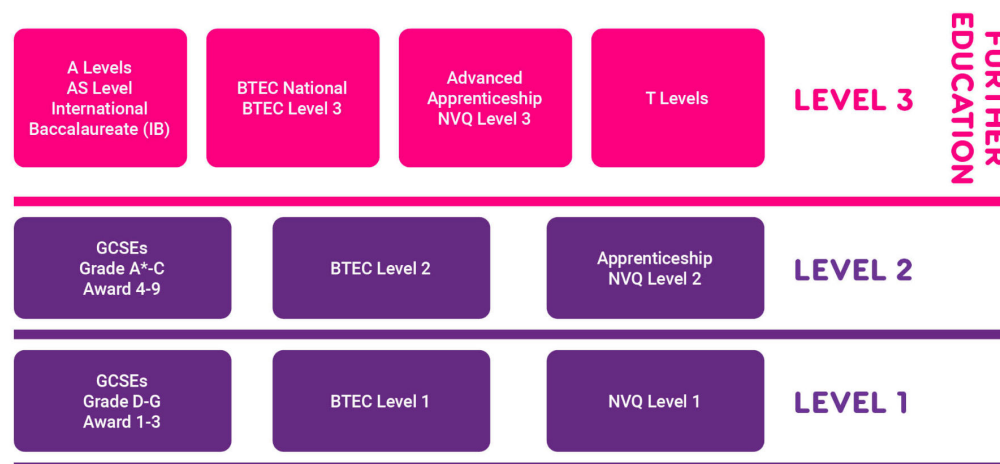 A Levels
AS Level
International
Baccalaureate (IB)
BTEC National
BTEC Level 3
Advanced
Apprenticeship
NVQ Level 3
T Levels
LEVEL 3
FURTHER
EDUCATION
GCSEs
Grade A*-C
Award 4-9
BTEC Level 2
Apprenticeship
NVQ Level 2
LEVEL 2
GCSEs
Grade D-G
Award 1-3
BTEC Level 1
NVQ Level 1
LEVEL 1